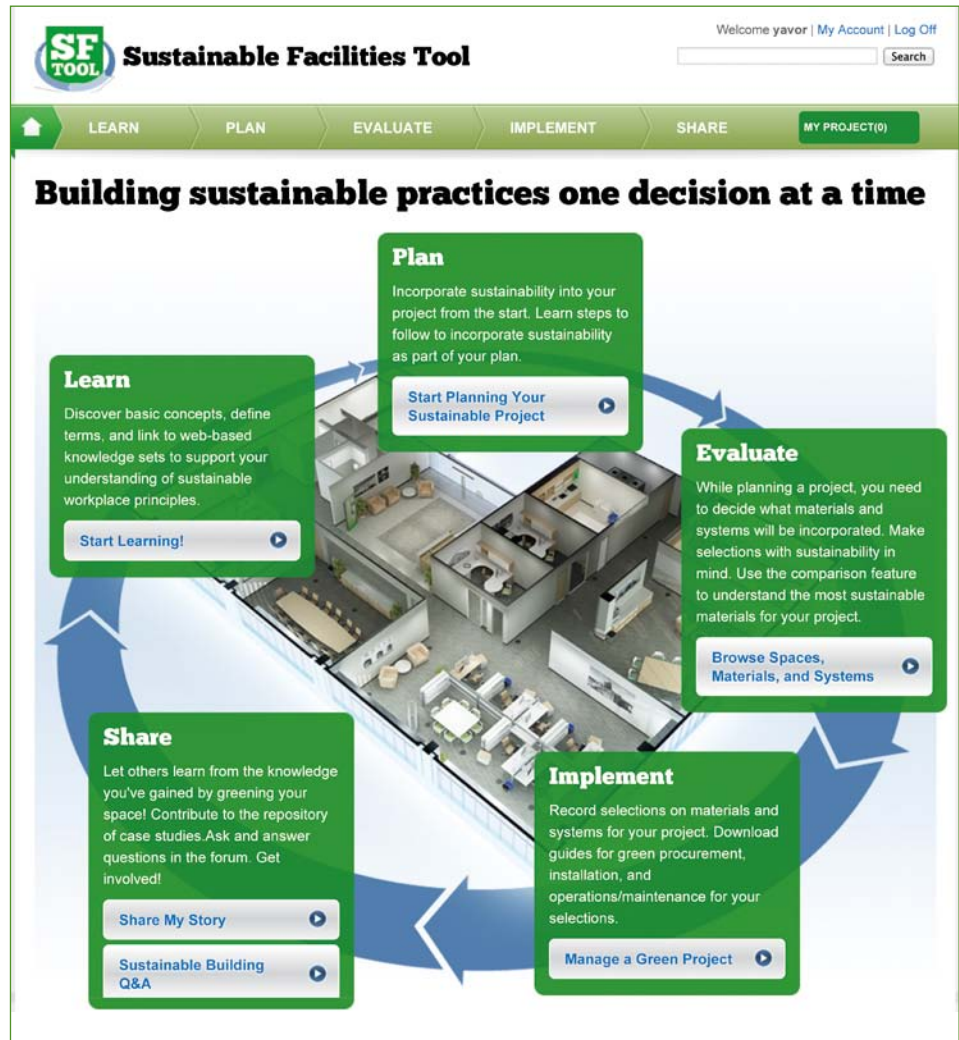 Welcome yavor | My Account | Log Off
SF
TOOL
Sustainable Facilities Tool
Search
LEARN
PLAN
EVALUATE
IMPLEMENT
SHARE
MY PROJECT(0)
Building sustainable practices one decision at a time
Plan
Incorporate sustainability into your
project from the start. Learn steps to
follow to incorporate sustainability
as part of your plan.
Start Planning Your
Sustainable Project
Learn
Discover basic concepts, define
terms, and link to web-based
knowledge sets to support your
understanding of sustainable
workplace principles.
Start Learning!
Evaluate
While planning a project, you need
to decide what materials and
systems will be incorporated. Make
selections with sustainability in
mind. Use the comparison feature
to understand the most sustainable
materials for your project.
Browse Spaces,
Materials, and Systems
Share
Let others learn from the knowledge
you've gained by greening your
space! Contribute to the repository
of case studies.Ask and answer
questions in the forum. Get
involved!
Share My Story
Sustainable Building
Q&A
Implement
Record selections on materials and
systems for your project. Download
guides for green procurement,
installation, and
operations/maintenance for your
selections.
Manage a Green Project